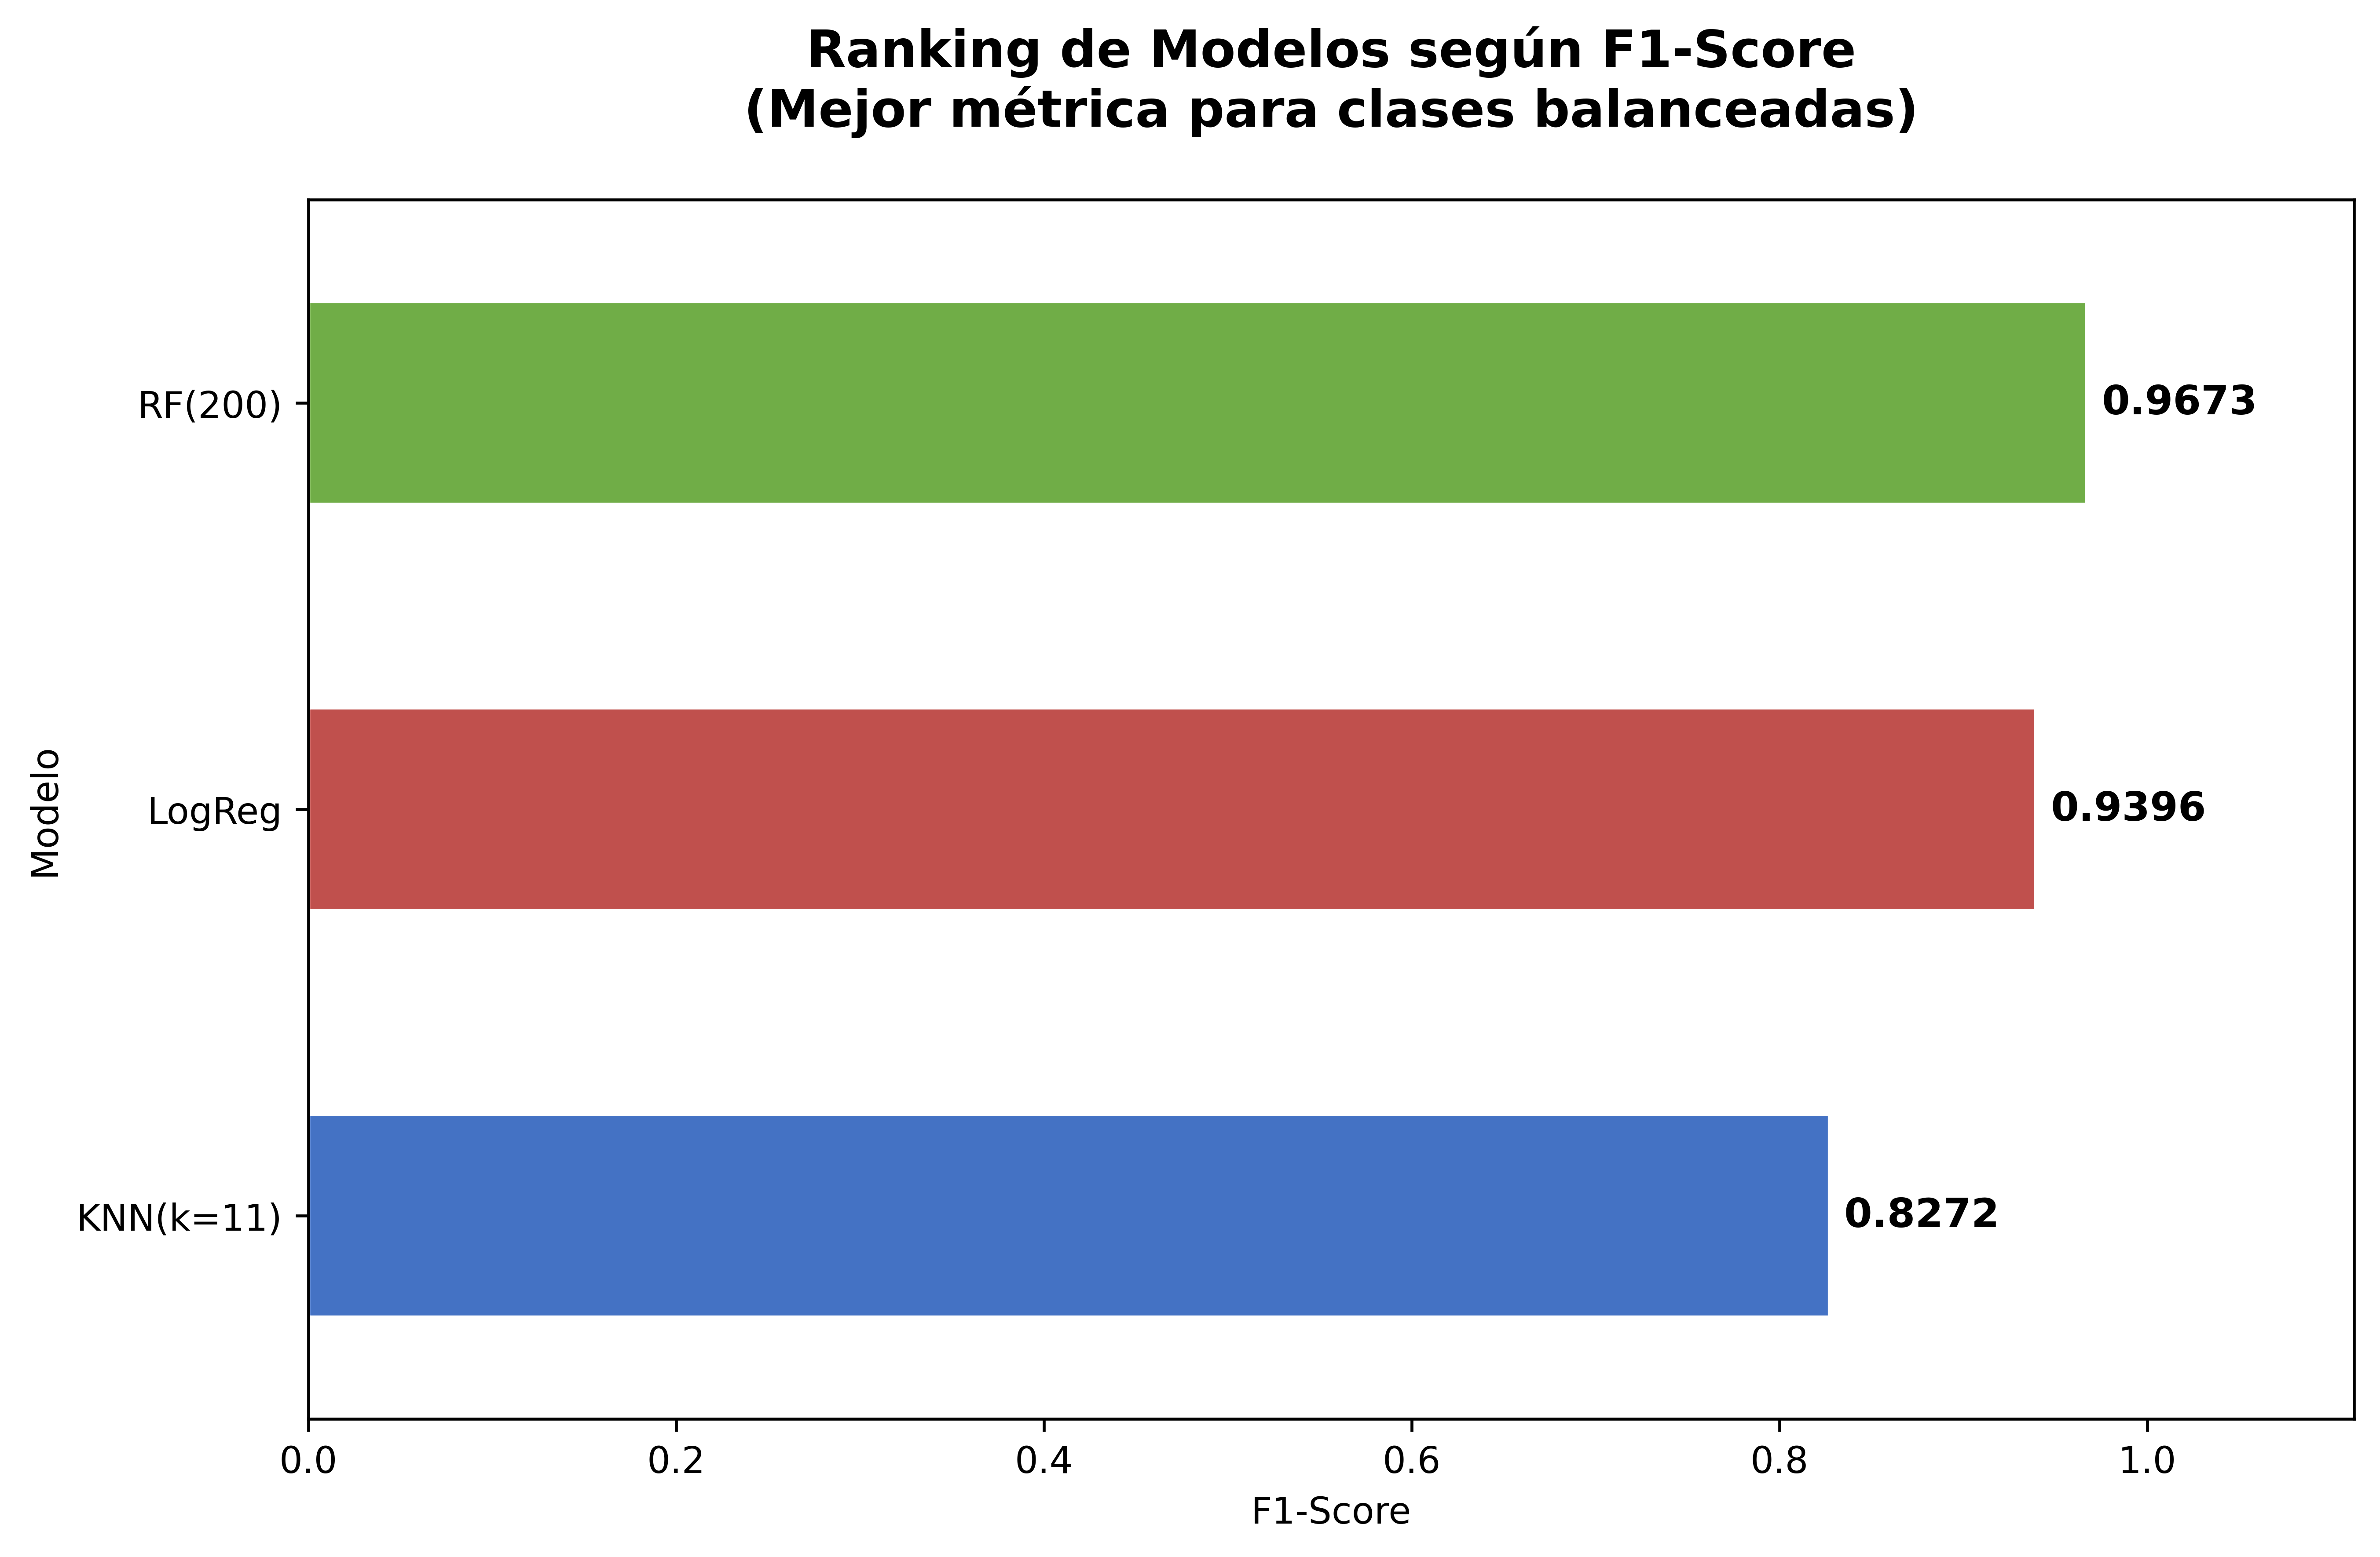 Ranking de Modelos según F1-Score
(Mejor métrica para clases balanceadas)
RF(200)
0.9673
LogReg
0.9396
KNN(k=11)
0.8272
Modelo
0.0 0.2 0.4 0.6 0.8 1.0
F1-Score